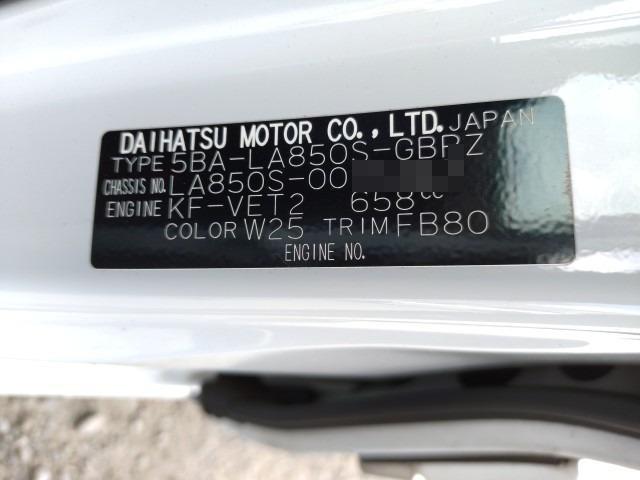 DAIHATSU MOTOR CO.,LTD. JAPAN
TYPE 5BA-LA850S-GBPZ
CHASSIS NO. LA850S-00
ENGINE KF-VET2 658cc
COLOR W25 TRIM FB80
ENGINE NO.